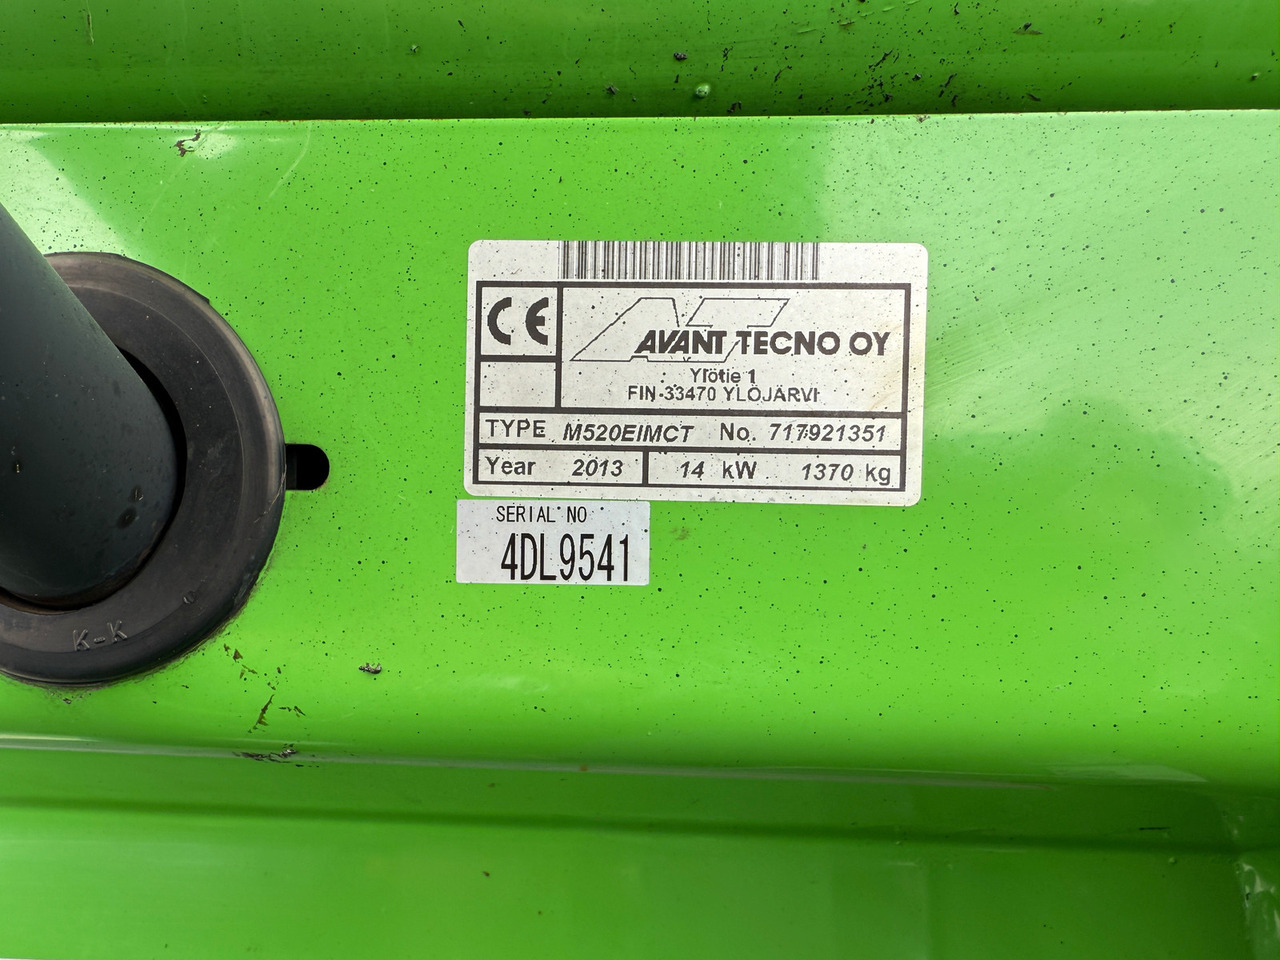 CE
AVANT TECNO OY
Ylötie 1
FIN-33470 YLÖJÄRVI
TYPE M520EIMCT No. 717921351
Year 2013 14 kW 1370 kg
SERIAL NO
4DL9541
K-K